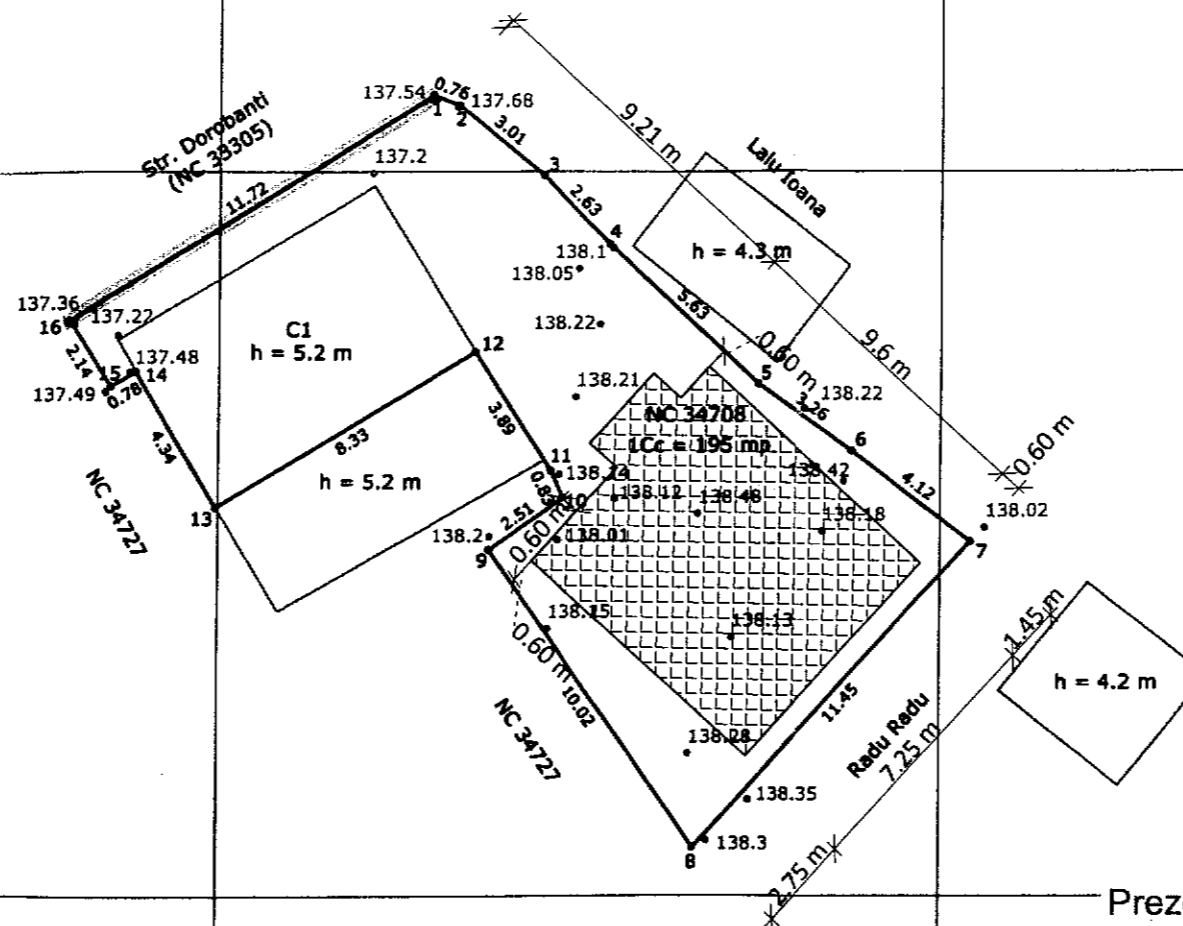 9.21 m
0.76
137.54
137.68
1
2
3.01
Str. Dorobanti
(NC 33305)
137.2
11.72
3
Lalu Ioana
2.63
4
138.1
138.05
h = 4.3 m
5.63
9.6 m
137.36
16
137.22
138.22
C1
h = 5.2 m
12
0.60 m
2.14
137.48
15
14
137.49
0.78
138.21
5
138.22
3.26
NC 34708
1Cc = 195 mp
3.89
4.34
8.33
6
0.60 m
11
138.24
138.42
4.12
h = 5.2 m
10
138.12
138.48
138.18
138.02
NC 34727
13
2.51
0.60 m
138.2
138.01
9
7
138.15
138.13
0.60 m
1.45 m
10.02
11.45
h = 4.2 m
NC 34727
138.28
Radu Radu
7.25 m
138.35
138.3
8
2.75 m